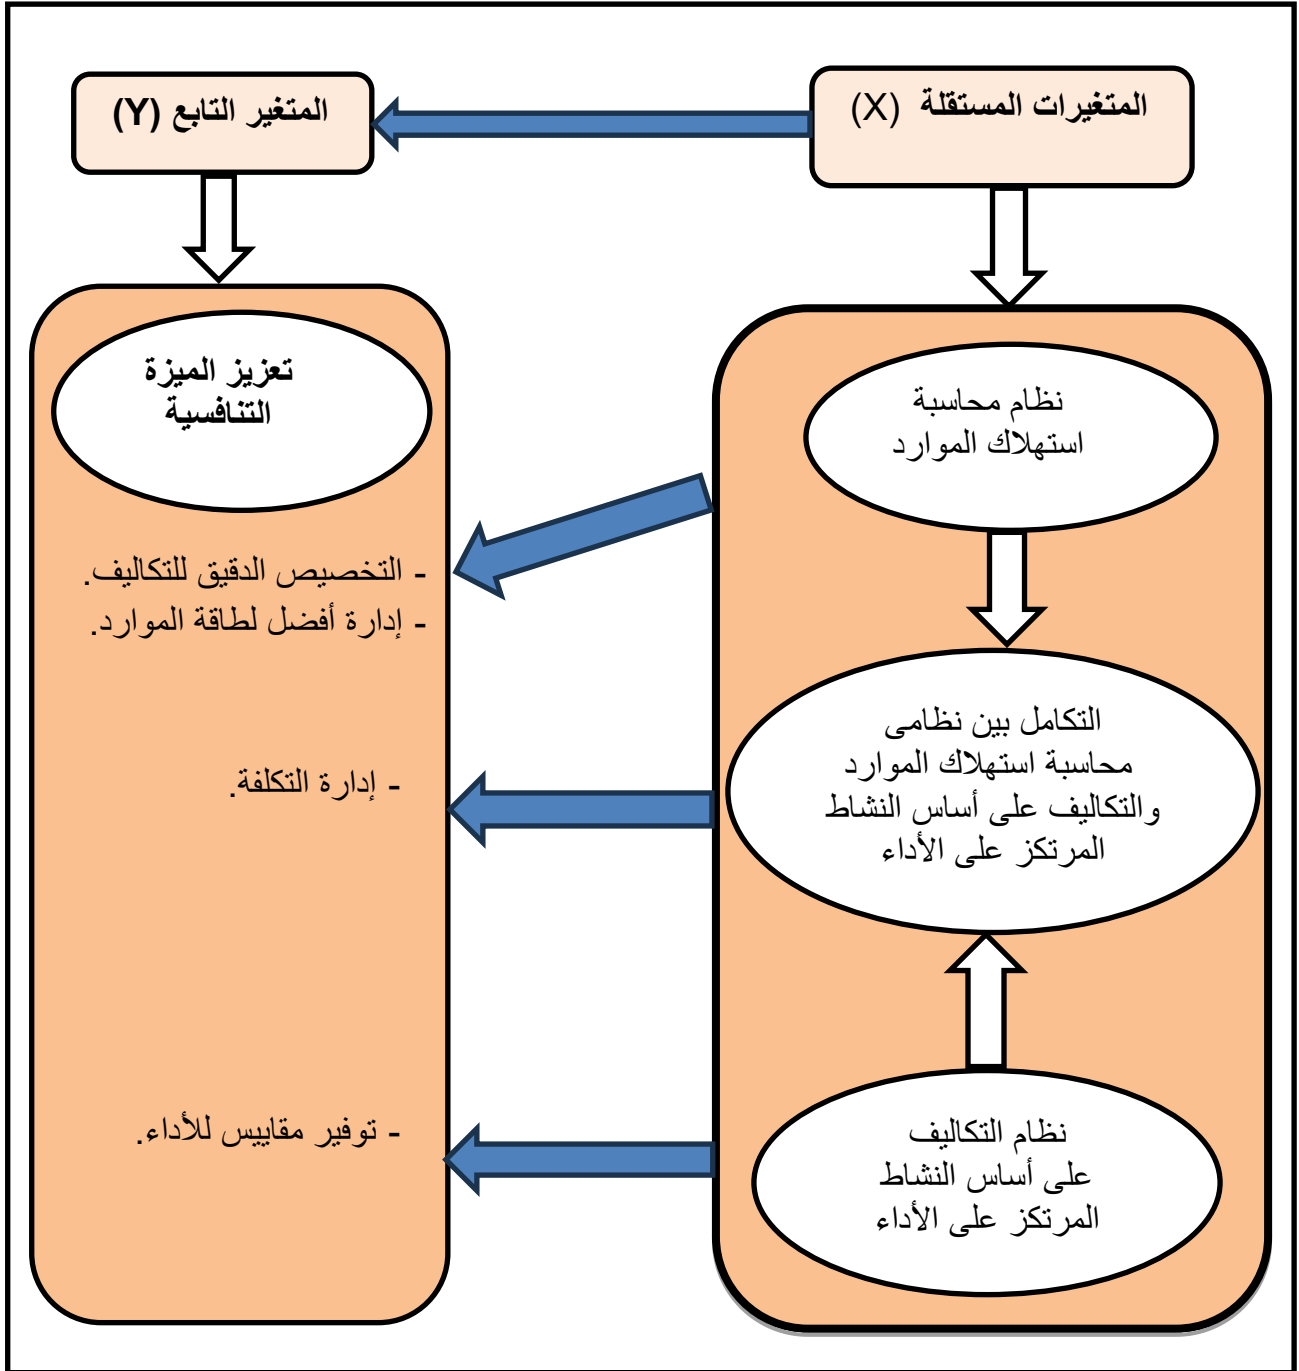 المتغيرات المستقلة (X)
المتغير التابع (Y)
نظام محاسبة
استهلاك الموارد
التكامل بين نظامى
محاسبة استهلاك الموارد
والتكاليف على أساس النشاط
المرتكز على الأداء
نظام التكاليف
على أساس النشاط
المرتكز على الأداء
تعزيز الميزة
التنافسية
- التخصيص الدقيق للتكاليف.
- إدارة أفضل لطاقة الموارد.
- إدارة التكلفة.
- توفير مقاييس للأداء.